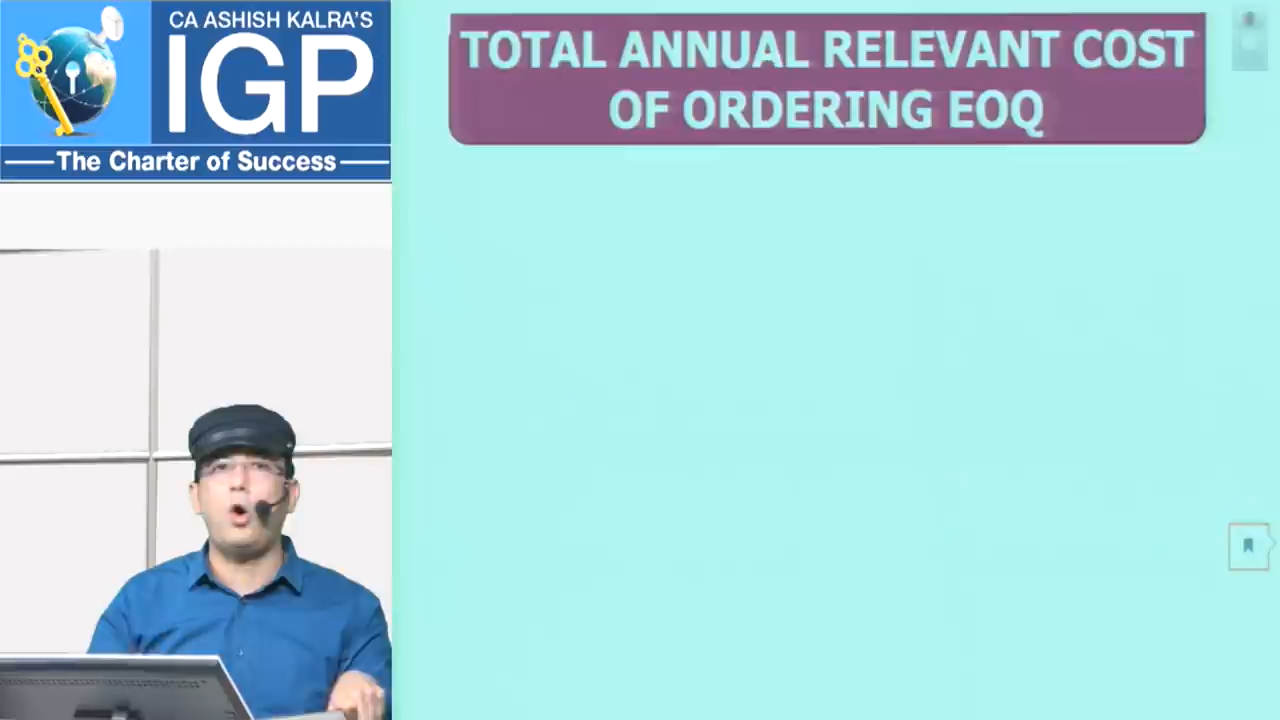 CA ASHISH KALRA'S
IGP
The Charter of Success
TOTAL ANNUAL RELEVANT COST
OF ORDERING EOQ